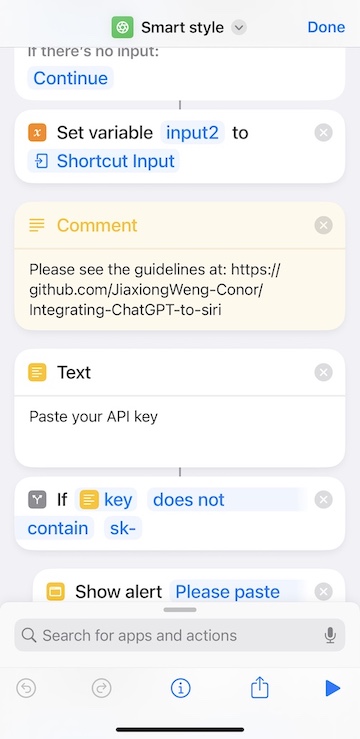 Smart style
Done
If there's no input:
Continue
Set variable input2 to
Shortcut Input
Comment
Please see the guidelines at: https://
github.com/JiaxiongWeng-Conor/
Integrating-ChatGPT-to-siri
Text
Paste your API key
If key does not
contain sk-
Show alert Please paste
Search for apps and actions